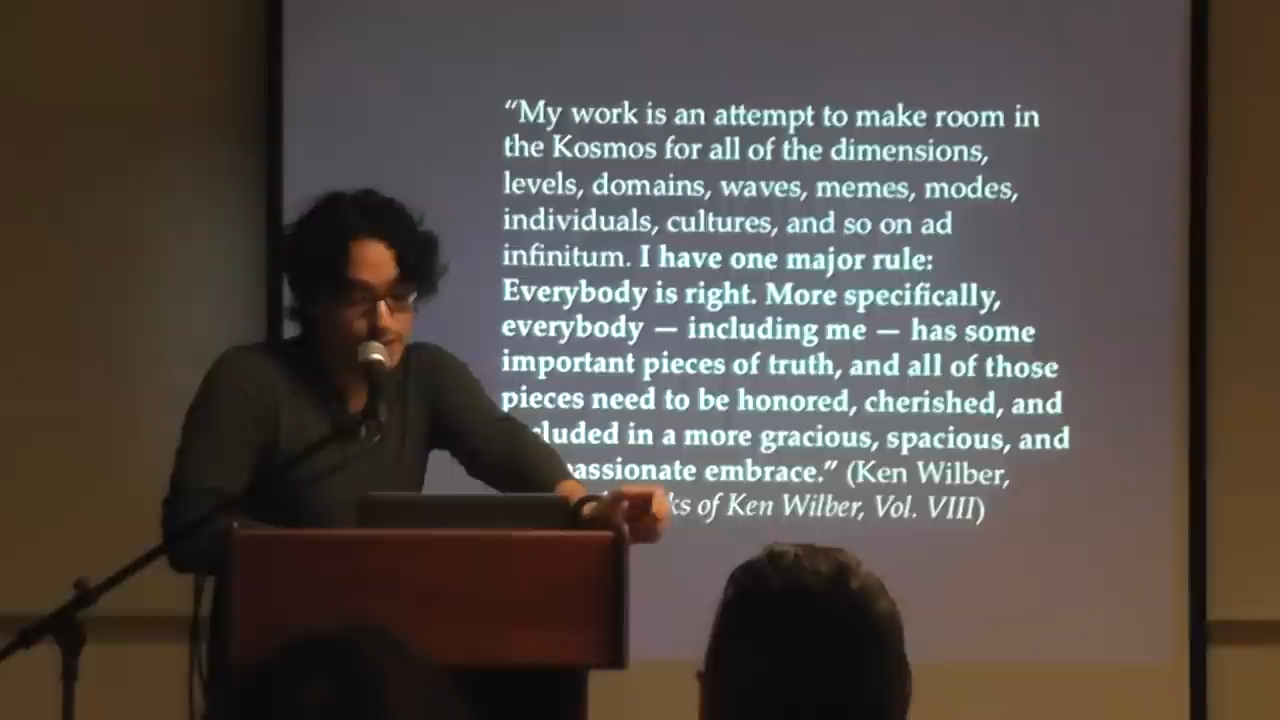 “My work is an attempt to make room in
the Kosmos for all of the dimensions,
levels, domains, waves, memes, modes,
individuals, cultures, and so on ad
infinitum. I have one major rule:
Everybody is right. More specifically,
everybody — including me — has some
important pieces of truth, and all of those
pieces need to be honored, cherished, and
in a more gracious, spacious, and
embrace.” (Ken Wilber,
of Ken Wilber, Vol. VIII)